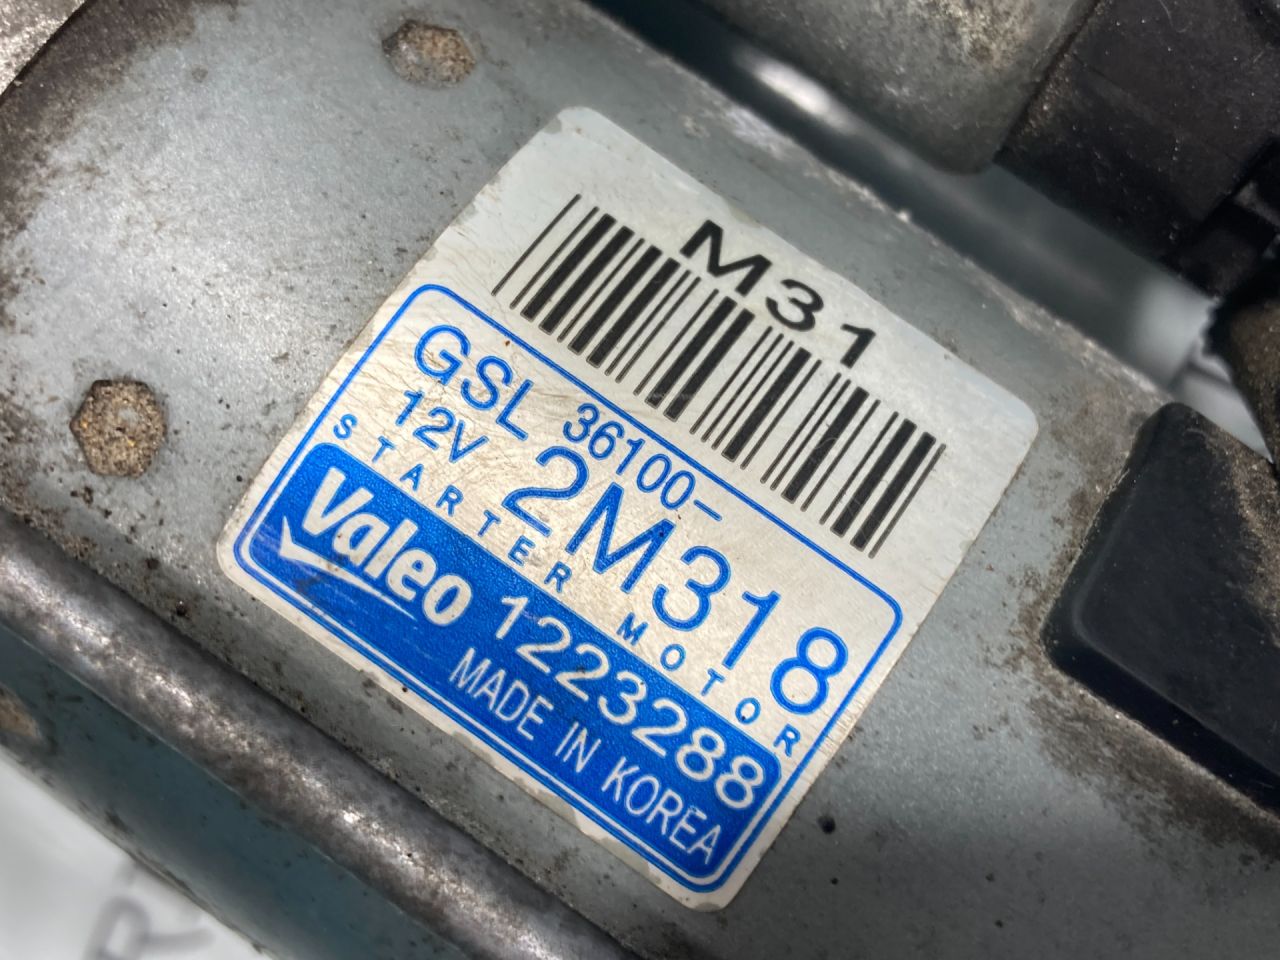 M31
GSL 36100-
12V 2M318
STARTER MOTOR
Valeo 1223288
MADE IN KOREA